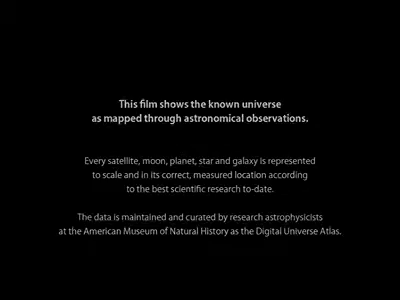 This film shows the known universe
as mapped through astronomical observations.
Every satellite, moon, planet, star and galaxy is represented
to scale and in its correct, measured location according
to the best scientific research to-date.
The data is maintained and curated by research astrophysicists
at the American Museum of Natural History as the Digital Universe Atlas.